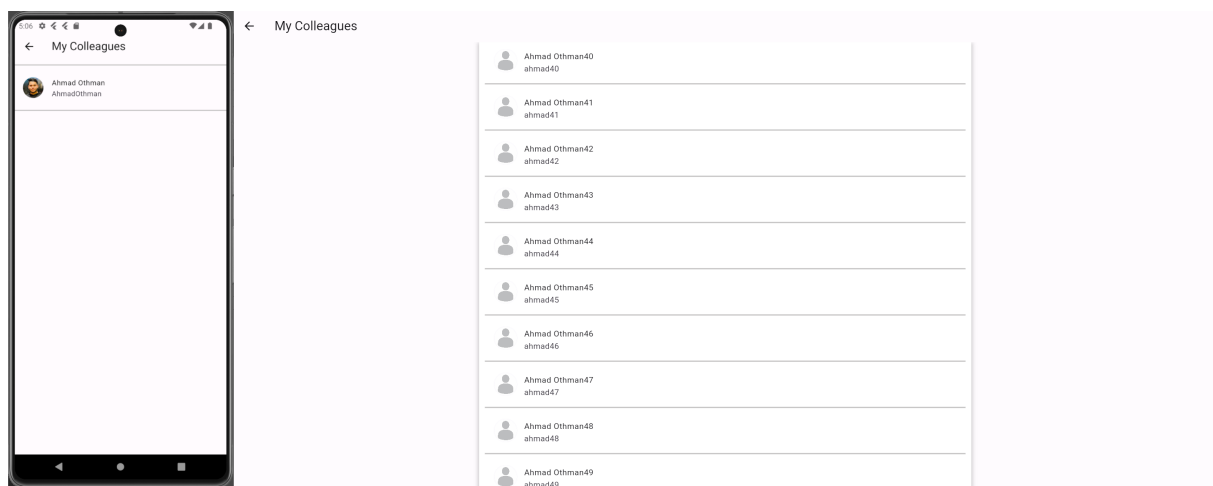 5:06
My Colleagues
Ahmad Othman
AhmadOthman
My Colleagues
Ahmad Othman40
ahmad40
Ahmad Othman41
ahmad41
Ahmad Othman42
ahmad42
Ahmad Othman43
ahmad43
Ahmad Othman44
ahmad44
Ahmad Othman45
ahmad45
Ahmad Othman46
ahmad46
Ahmad Othman47
ahmad47
Ahmad Othman48
ahmad48
Ahmad Othman49
ahmad49